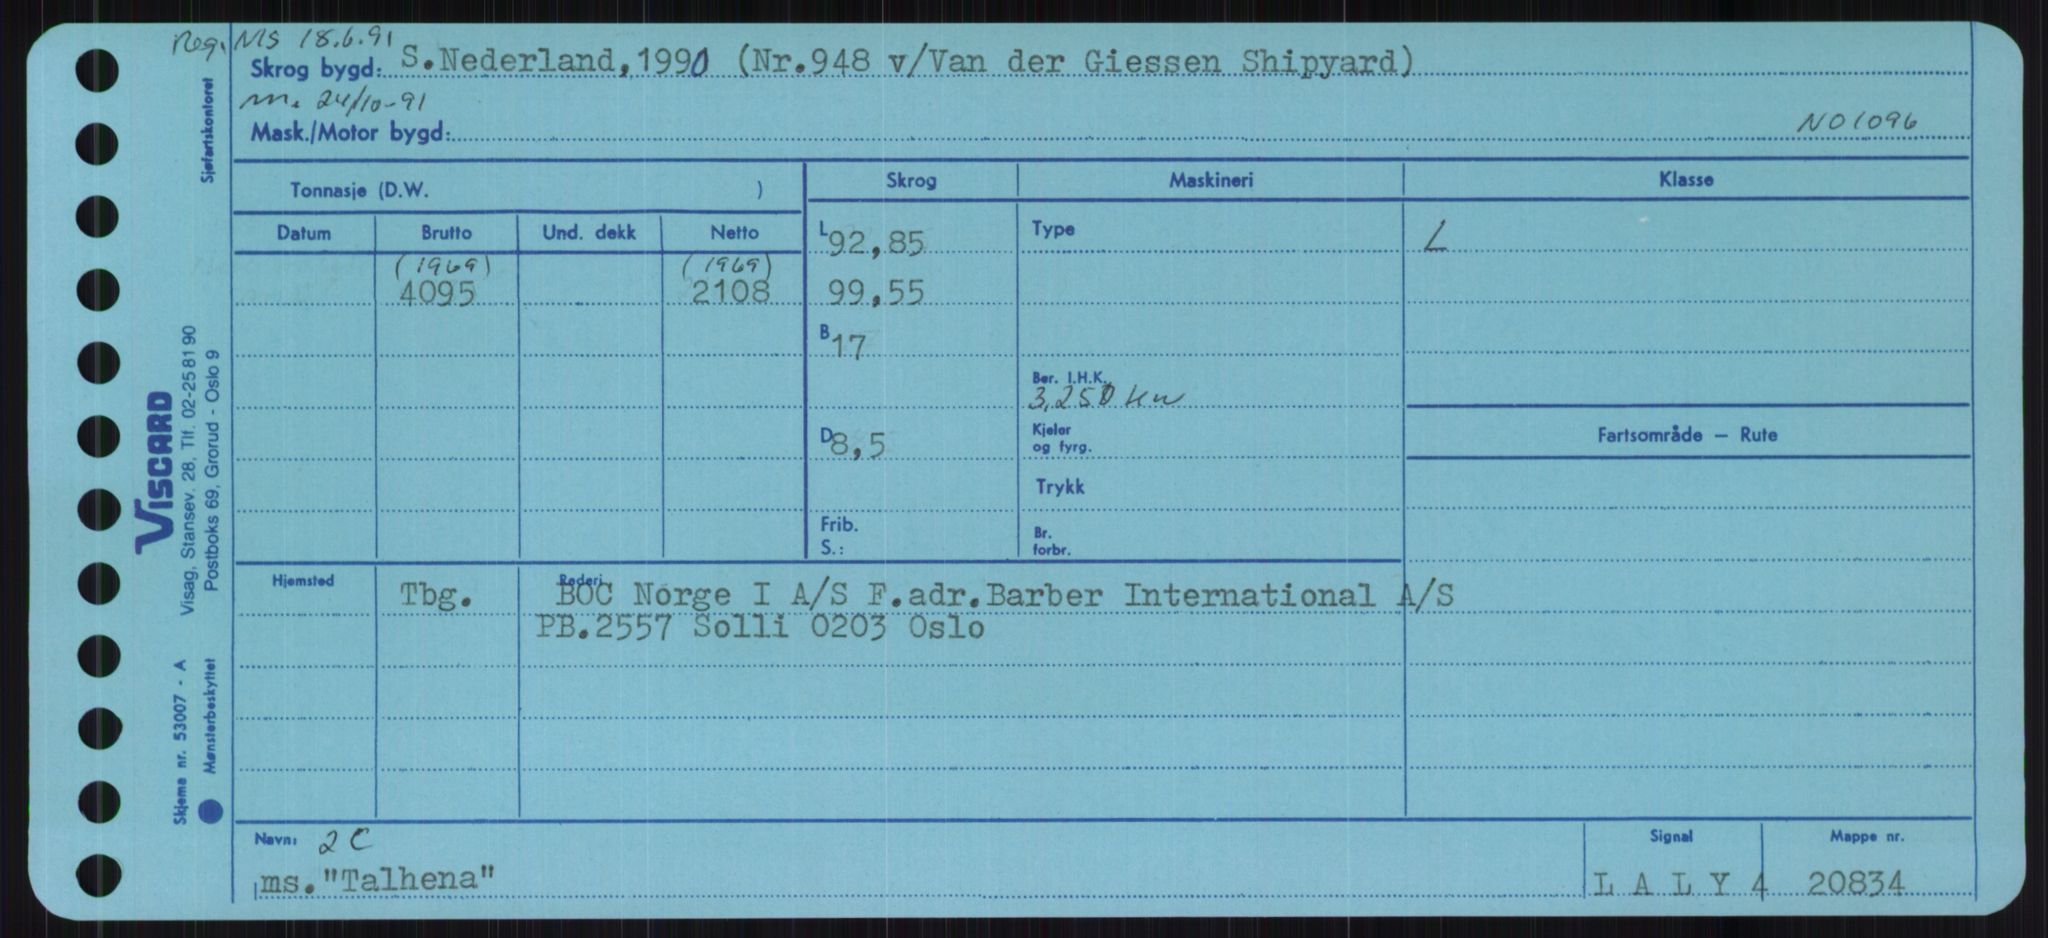 Reg. MS 18.6.91
Skrog bygd: S.Nederland, 1990 (Nr.948 v/Van der Giessen Shipyard)
m. 24/10-91
Mask./Motor bygd:
NO1096
Sjøfartskontoret
Tonnasje (D.W. )
Skrog Maskineri Klasse
Datum Brutto Und. dekk Netto
L 92,85
Type
L
(1969) (1969)
4095 2108 99,55
B 17
Ber. I.H.K.
3,250 kw
D 8,5
Kjeler
og fyrg.
Fartsområde — Rute
Trykk
Frib.
S.:
Br.
forbr.
Hjemsted Tbg. Rederi BOC Norge I A/S F.adr.Barber International A/S
PB.2557 Solli 0203 Oslo
Navn: 2C
ms."Talhena"
Signal
L A L Y 4
Mappe nr.
20834
VISCARD
Visag, Stansev. 28, Tlf. 02-25 81 90
Postboks 69, Grorud - Oslo 9
Skjema nr. 53007 - A
Mønsterbeskyttet